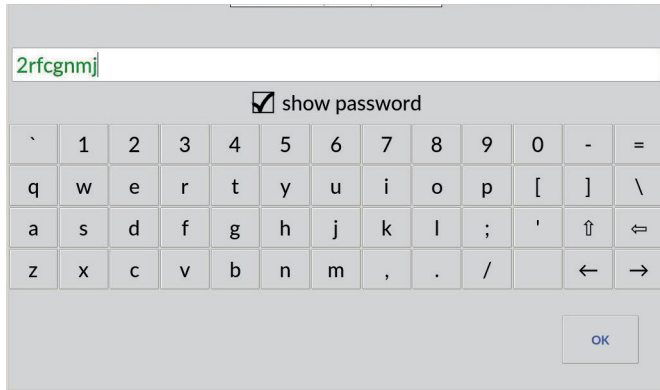 2rfcgnmj
show password
` 1 2 3 4 5 6 7 8 9 0 - =
q w e r t y u i o p [ ] \
a s d f g h j k l ; ' ⇧ ⇦
z x c v b n m , . / ← →
OK